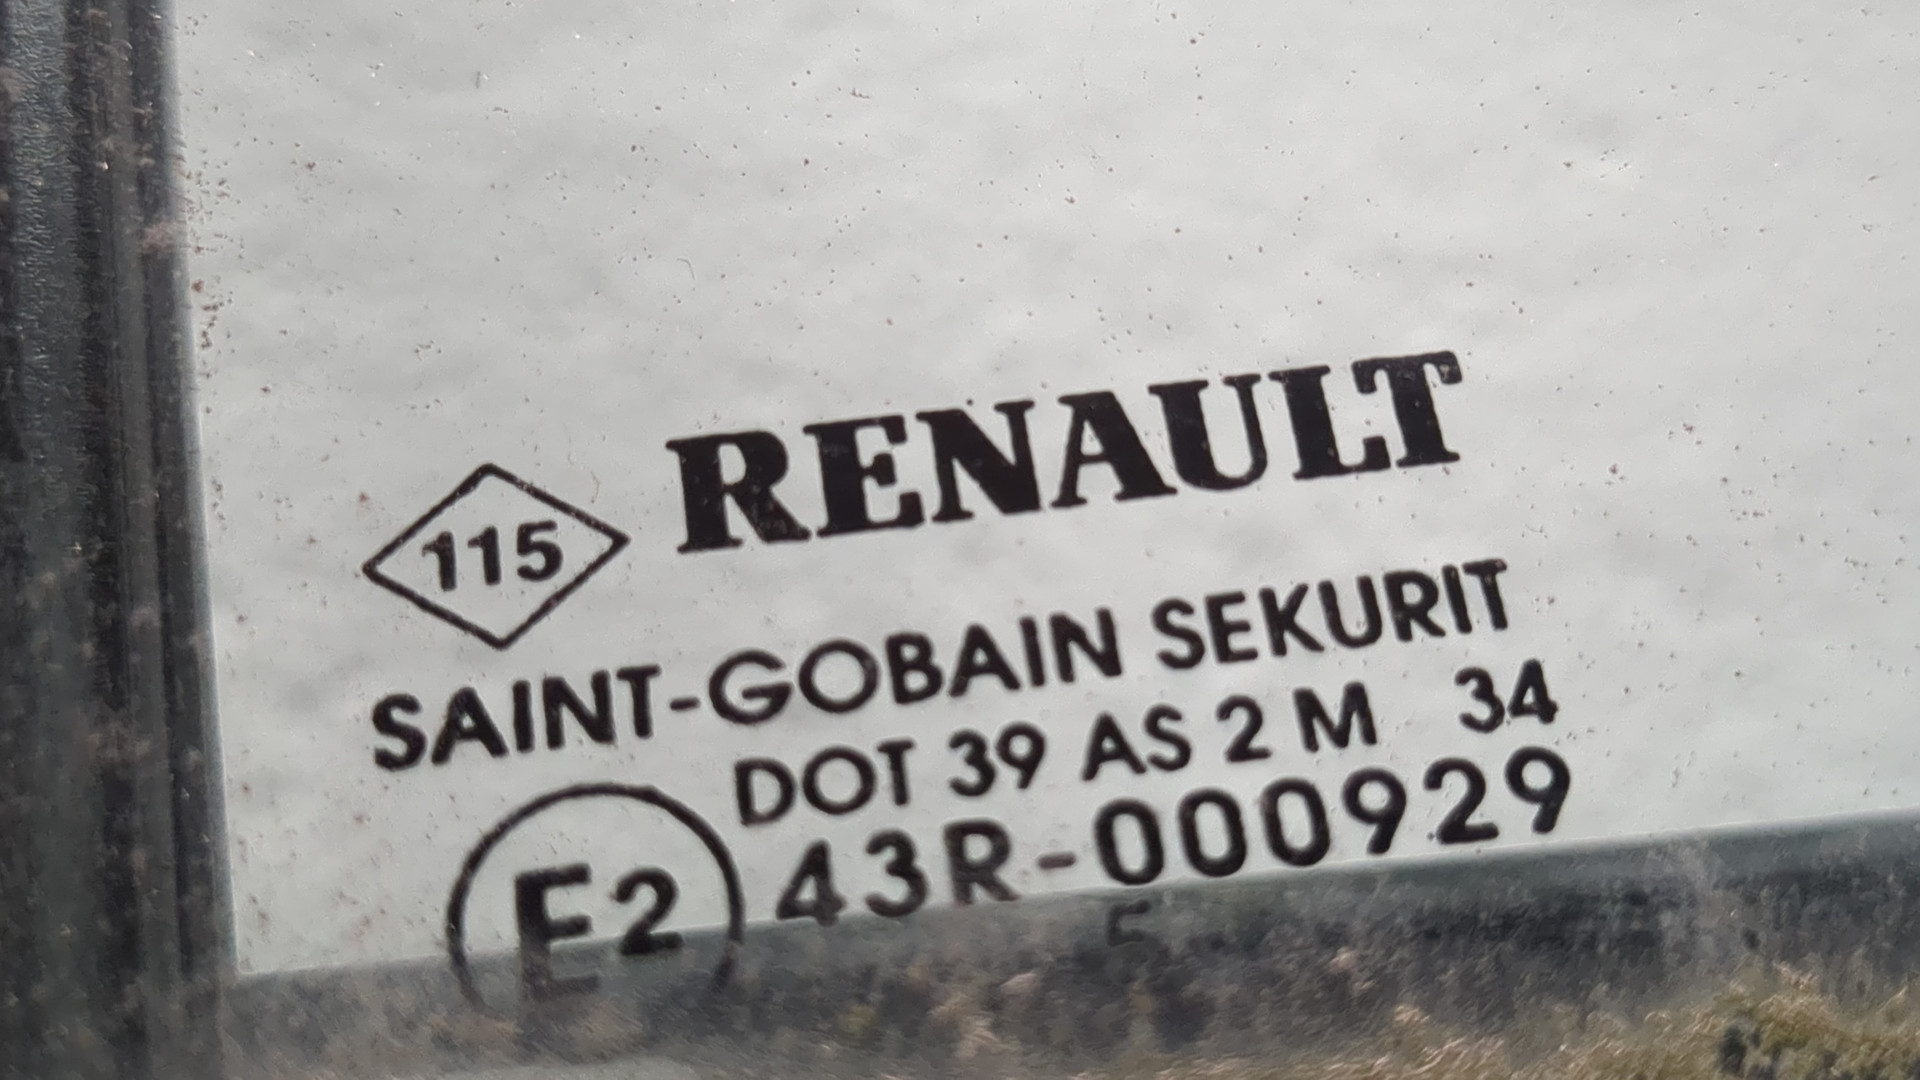 115 RENAULT
SAINT-GOBAIN SEKURIT
DOT 39 AS 2 M 34
E2 43R-000929